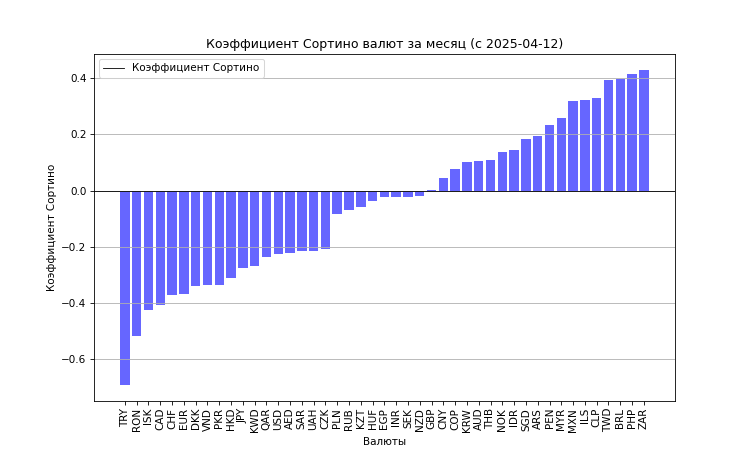 Коэффициент Сортино валют за месяц (с 2025-04-12)
Коэффициент Сортино
Коэффициент Сортино
0.4
0.2
0.0
−0.2
−0.4
−0.6
TRY RON ISK CAD CHF EUR DKK VND PKR HKD JPY KWD QAR USD AED SAR UAH CZK PLN RUB KZT HUF EGP INR SEK NZD GBP CNY COP KRW AUD THB NOK IDR SGD ARS PEN MYR MXN ILS CLP TWD BRL PHP ZAR
Валюты